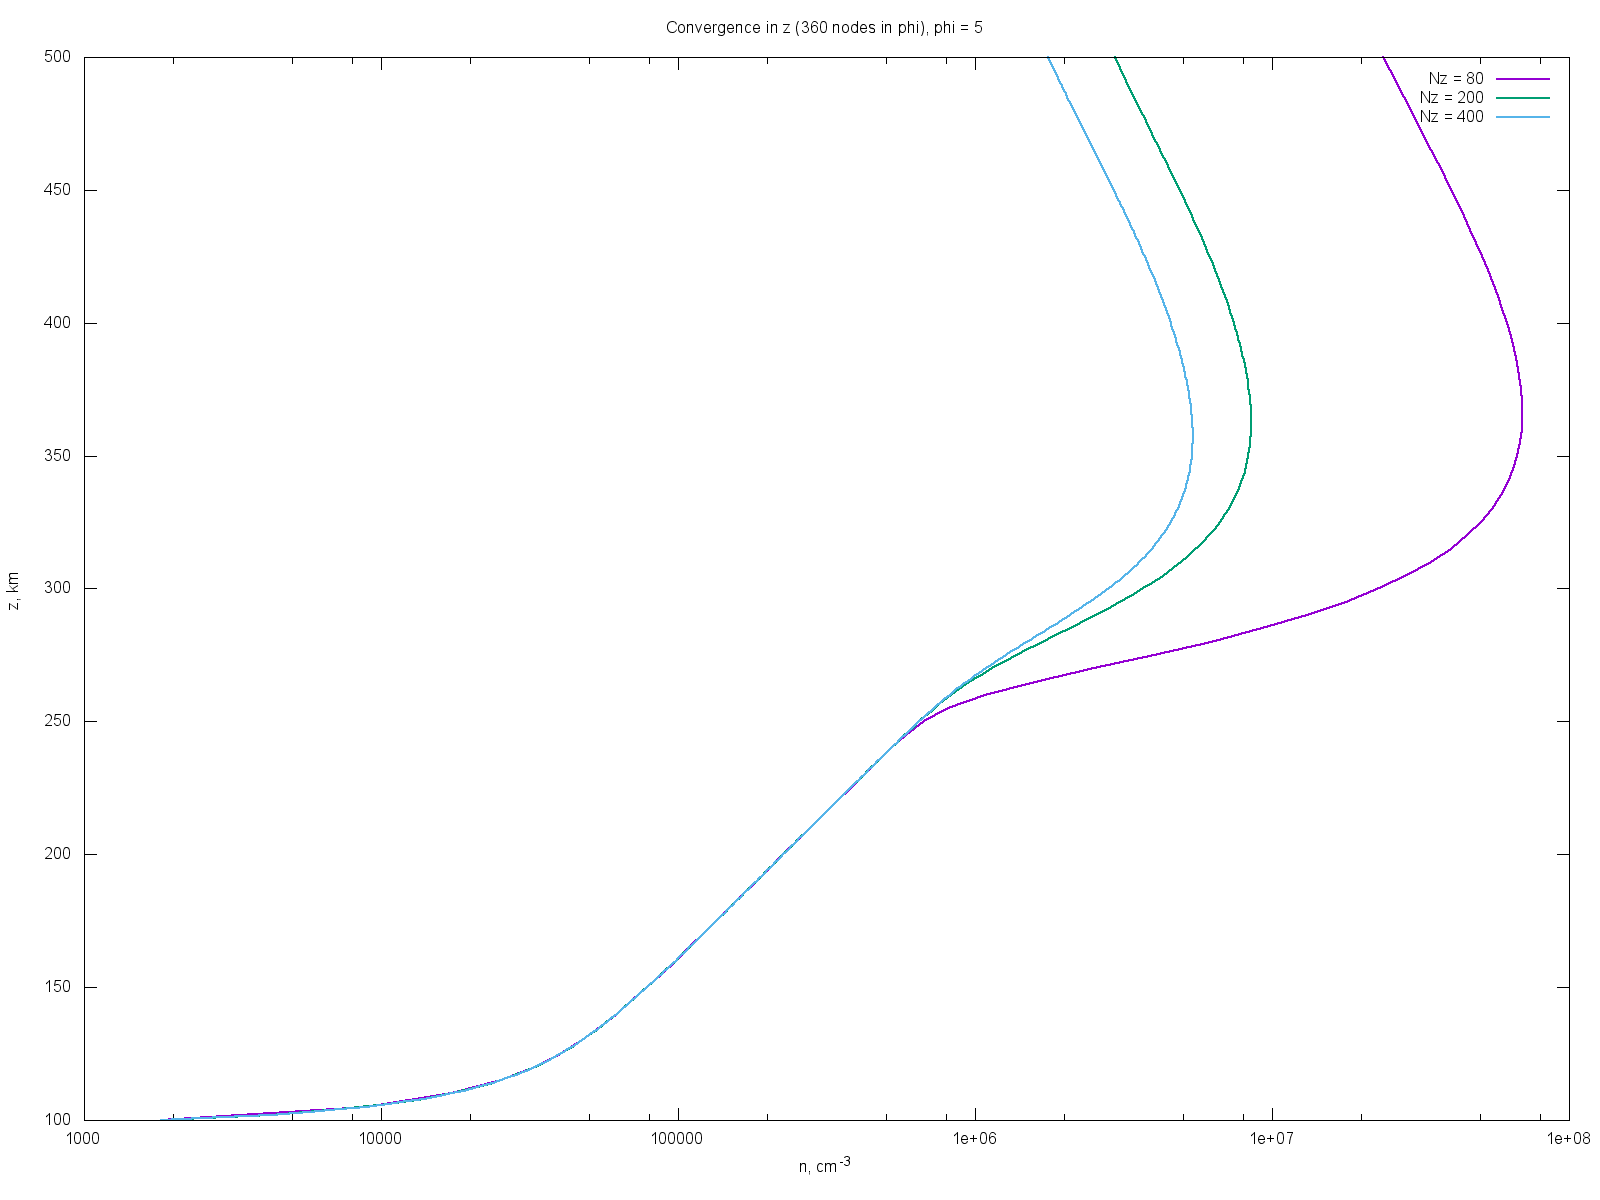 Convergence in z (360 nodes in phi), phi = 5
500
450
400
350
300
250
200
150
100
z, km
Nz = 80
Nz = 200
Nz = 400
1000 10000 100000 1e+06 1e+07 1e+08
n, cm-3